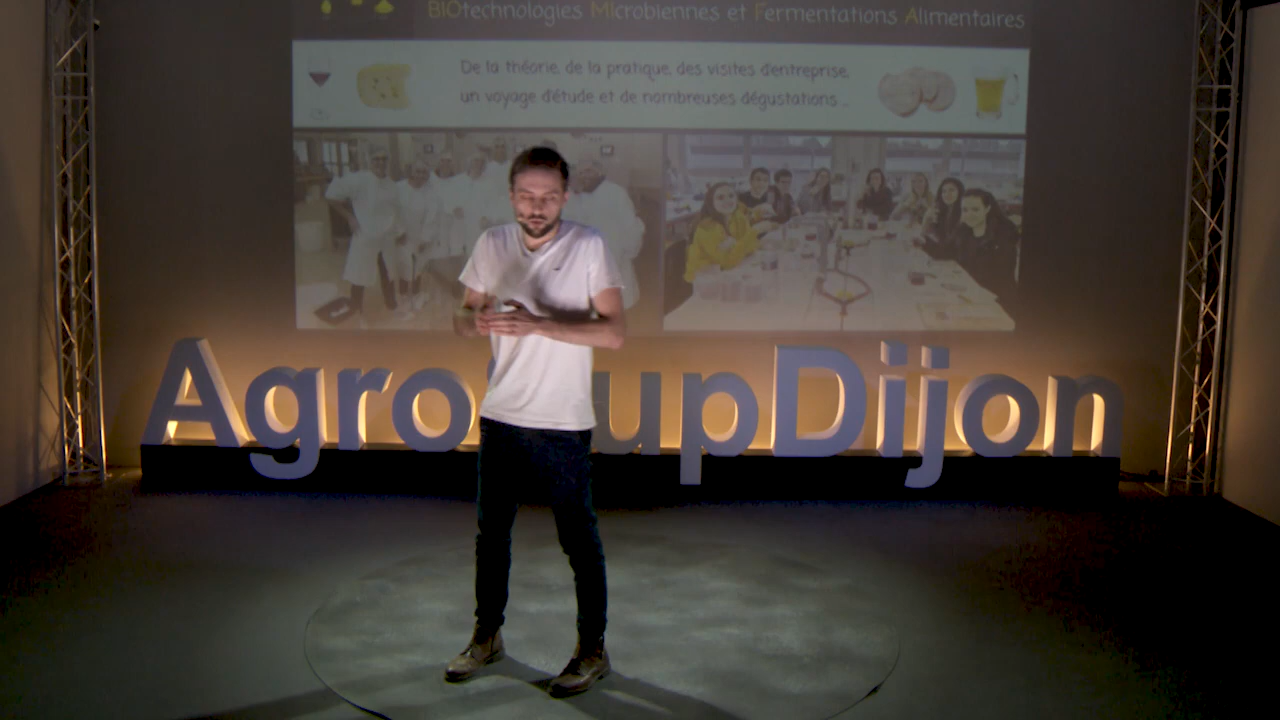 BIOtechnologies MIcrobiennes et Fermentations Alimentaires
De la théorie, de la pratique, des visites d'entreprise,
un voyage d'étude et de nombreuses dégustations ...
AgroSupDijon